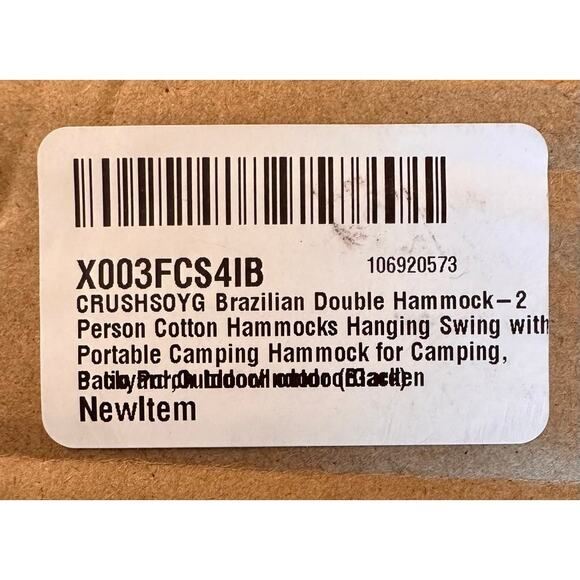 X003FCS4IB
106920573
CRUSHSOYG Brazilian Double Hammock-2
Person Cotton Hammocks Hanging Swing with
Portable Camping Hammock for Camping,
NewItem